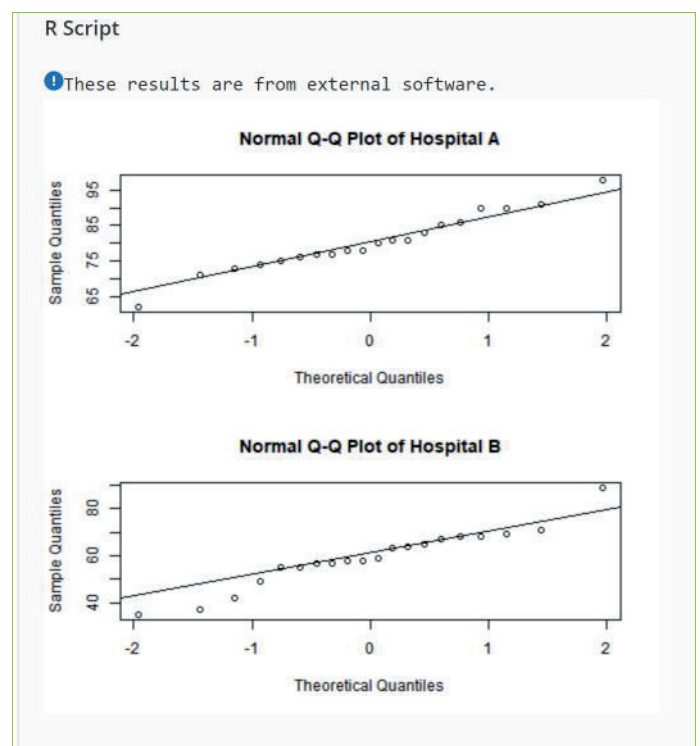 R Script
These results are from external software.
Normal Q-Q Plot of Hospital A
Sample Quantiles
95
85
75
65
-2 -1 0 1 2
Theoretical Quantiles
Normal Q-Q Plot of Hospital B
Sample Quantiles
80
60
40
-2 -1 0 1 2
Theoretical Quantiles